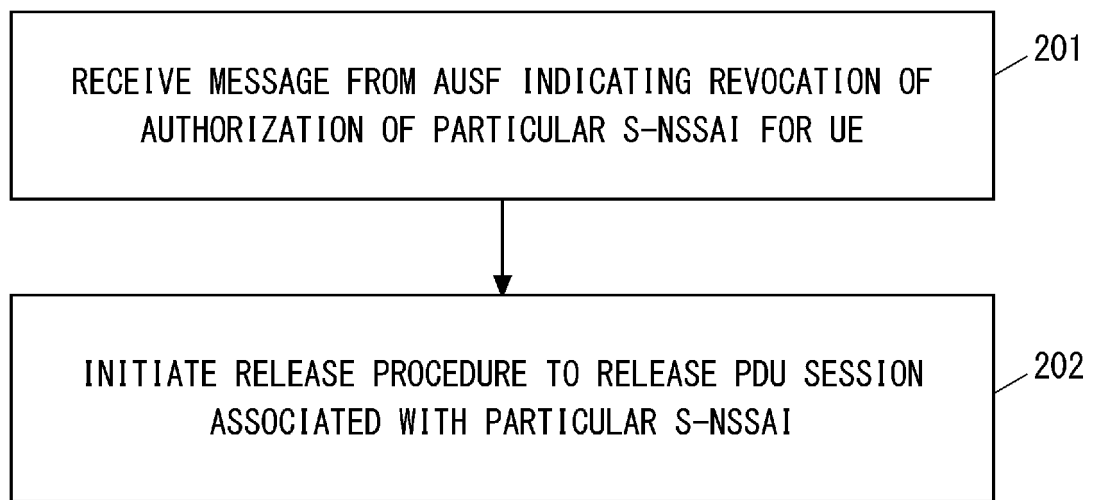 RECEIVE MESSAGE FROM AUSF INDICATING REVOCATION OF
AUTHORIZATION OF PARTICULAR S-NSSAI FOR UE
201
INITIATE RELEASE PROCEDURE TO RELEASE PDU SESSION
ASSOCIATED WITH PARTICULAR S-NSSAI
202